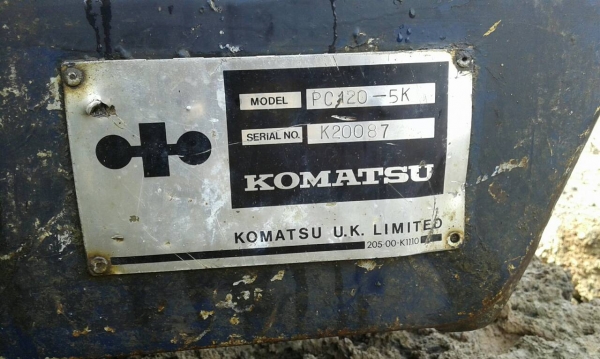 MODEL PC120-5K
SERIAL NO. K20087
KOMATSU
KOMATSU U.K. LIMITED
205-00-K1110